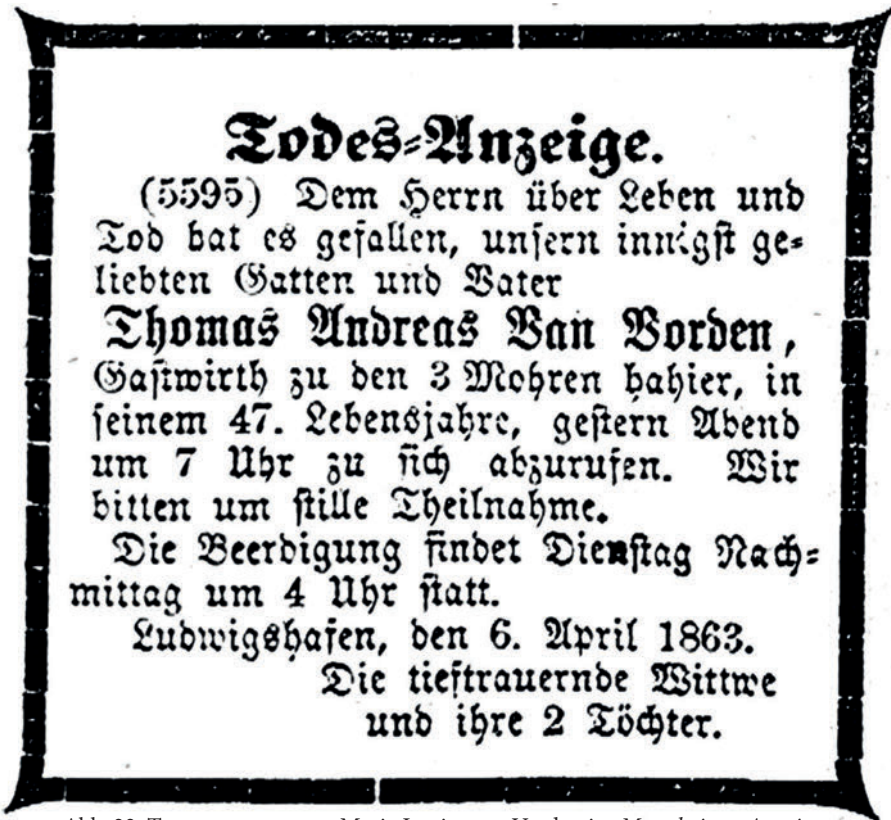 Todes-Anzeige.
(5595) Dem Herrn über Leben und
Tod hat es gefallen, unsern innigst ge-
liebten Gatten und Vater
Thomas Andreas Van Vorden,
Gastwirth zu den 3 Mohren hahier, in
seinem 47. Lebensjahre, gestern Abend
um 7 Uhr zu sich abzurufen. Wir
bitten um stille Theilnahme.
Die Beerdigung findet Dienstag Nach-
mittag um 4 Uhr statt.
Ludwigshafen, den 6. April 1863.
Die tieftrauernde Wittwe
und ihre 2 Töchter.